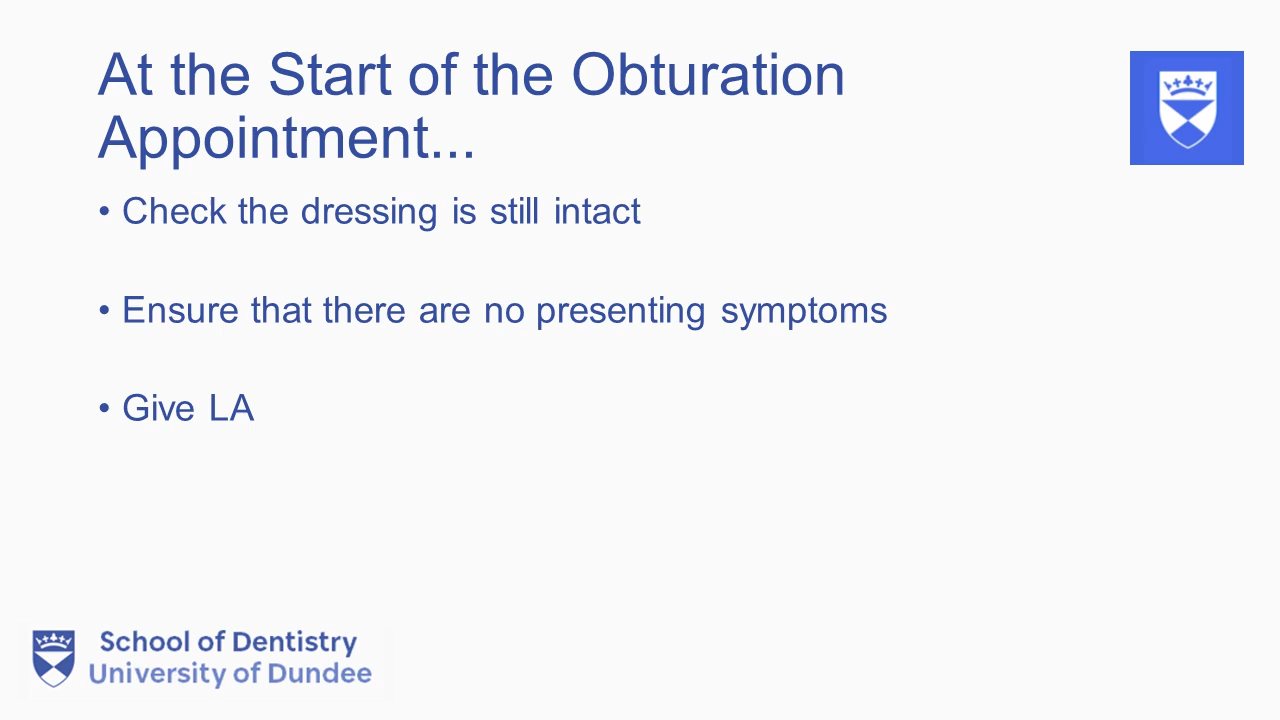 At the Start of the Obturation
Appointment...
• Check the dressing is still intact
• Ensure that there are no presenting symptoms
• Give LA
School of Dentistry
University of Dundee